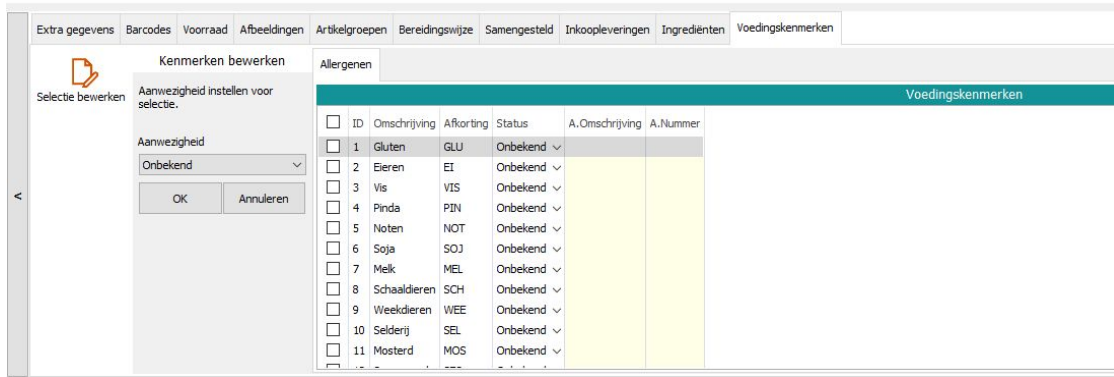 Extra gegevens Barcodes Voorraad Afbeeldingen Artikelgroepen Bereidingswijze Samengesteld Inkoopleveringen Ingrediënten Voedingskenmerken
<
Selectie bewerken
Kenmerken bewerken
Aanwezigheid instellen voor
selectie.
Aanwezigheid
Onbekend
OK Annuleren
Allergenen
Voedingskenmerken
ID Omschrijving Afkorting Status A.Omschrijving A.Nummer
1 Gluten GLU Onbekend
2 Eieren EI Onbekend
3 Vis VIS Onbekend
4 Pinda PIN Onbekend
5 Noten NOT Onbekend
6 Soja SOJ Onbekend
7 Melk MEL Onbekend
8 Schaaldieren SCH Onbekend
9 Weekdieren WEE Onbekend
10 Selderij SEL Onbekend
11 Mosterd MOS Onbekend